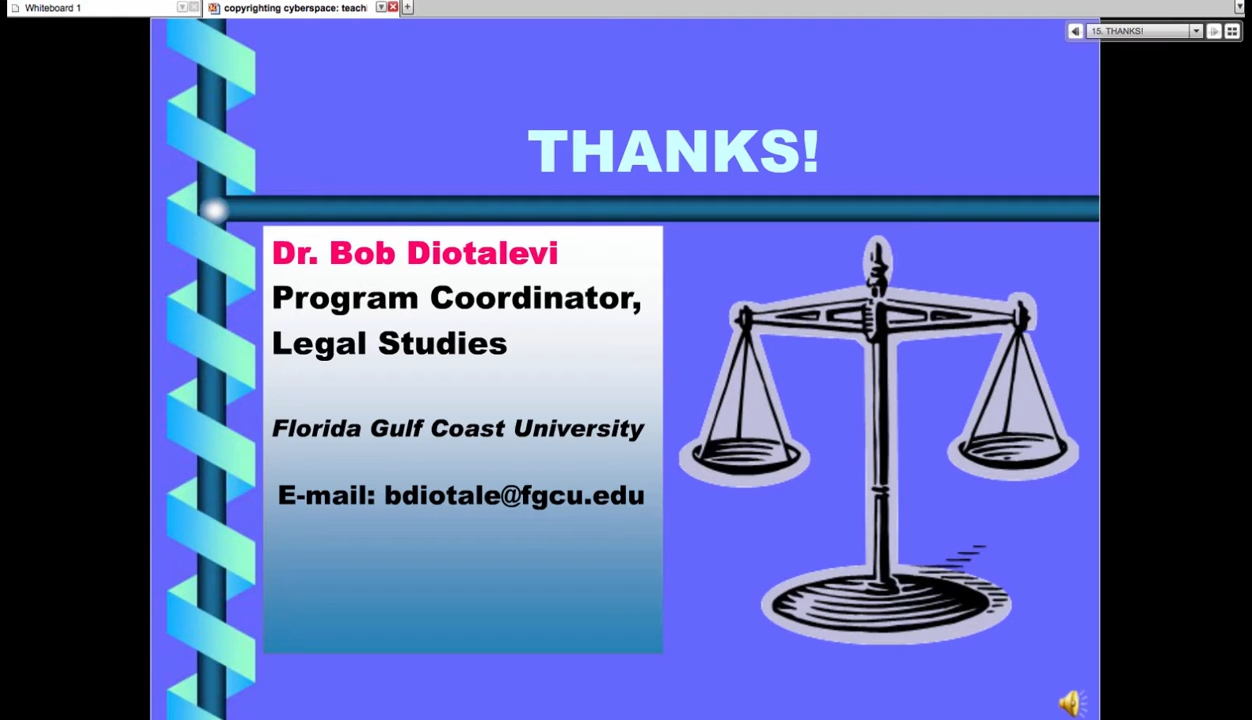 Whiteboard 1
copyrighting cyberspace: teachi
15. THANKS!
THANKS!
Dr. Bob Diotalevi
Program Coordinator,
Legal Studies
Florida Gulf Coast University
E-mail: bdiotale@fgcu.edu